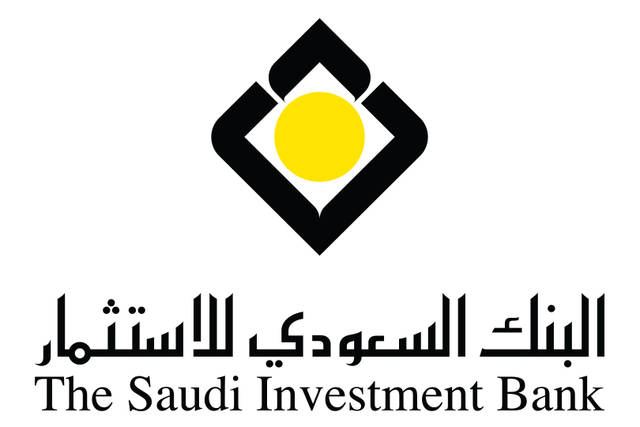 البنك السعودي للاستثمار
The Saudi Investment Bank